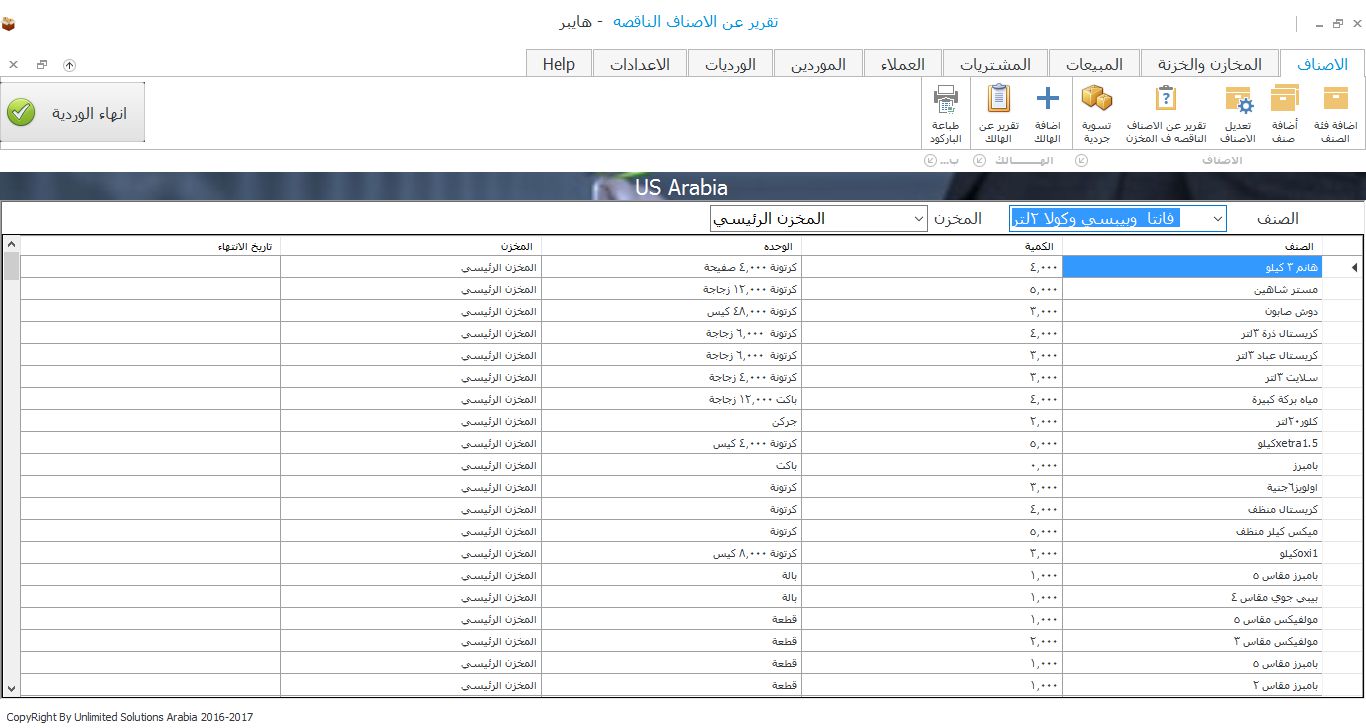 تقرير عن الاصناف الناقصه - هايبر
الاصناف المخازن والخزنة المبيعات المشتريات العملاء الموردين الورديات الاعدادات Help
اضافة فئة الصنف
أضافة صنف
تعديل الاصناف
تقرير عن الاصناف الناقصه ف المخزن
تسوية جردية
اضافة الهالك
تقرير عن الهالك
طباعة الباركود
انهاء الوردية
الاصناف الهـــــالك ب...
US Arabia
الصنف فانتا وبيبسي وكولا ٢لتر المخزن المخزن الرئيسي
الصنف الكمية الوحده المخزن تاريخ الانتهاء
هانم ٣ كيلو ٤,٠٠٠ كرتونة ٤,٠٠٠ صفيحة المخزن الرئيسي
مستر شاهين ٥,٠٠٠ كرتونة ١٢,٠٠٠ زجاجة المخزن الرئيسي
دوش صابون ٣,٠٠٠ كرتونة ٤٨,٠٠٠ كيس المخزن الرئيسي
كريستال ذرة ٣لتر ٤,٠٠٠ كرتونة ٦,٠٠٠ زجاجة المخزن الرئيسي
كريستال عباد ٣لتر ٣,٠٠٠ كرتونة ٦,٠٠٠ زجاجة المخزن الرئيسي
سلايت ٣لتر ٣,٠٠٠ كرتونة ٤,٠٠٠ زجاجة المخزن الرئيسي
مياه بركة كبيرة ٤,٠٠٠ باكت ١٢,٠٠٠ زجاجة المخزن الرئيسي
كلور٢٠لتر ٢,٠٠٠ جركن المخزن الرئيسي
xetra1.5كيلو ٥,٠٠٠ كرتونة ٤,٠٠٠ كيس المخزن الرئيسي
بامبرز ٠,٠٠٠ باكت المخزن الرئيسي
اولويز٦جنية ٣,٠٠٠ كرتونة المخزن الرئيسي
كريستال منظف ٤,٠٠٠ كرتونة المخزن الرئيسي
ميكس كيلر منظف ٥,٠٠٠ كرتونة المخزن الرئيسي
oxi1كيلو ٣,٠٠٠ كرتونة ٨,٠٠٠ كيس المخزن الرئيسي
بامبرز مقاس ٥ ١,٠٠٠ بالة المخزن الرئيسي
بيبي جوي مقاس ٤ ١,٠٠٠ بالة المخزن الرئيسي
مولفيكس مقاس ٥ ١,٠٠٠ قطعة المخزن الرئيسي
مولفيكس مقاس ٣ ٢,٠٠٠ قطعة المخزن الرئيسي
بامبرز مقاس ٥ ١,٠٠٠ قطعة المخزن الرئيسي
بامبرز مقاس ٢ ١,٠٠٠ قطعة المخزن الرئيسي
CopyRight By Unlimited Solutions Arabia 2016-2017